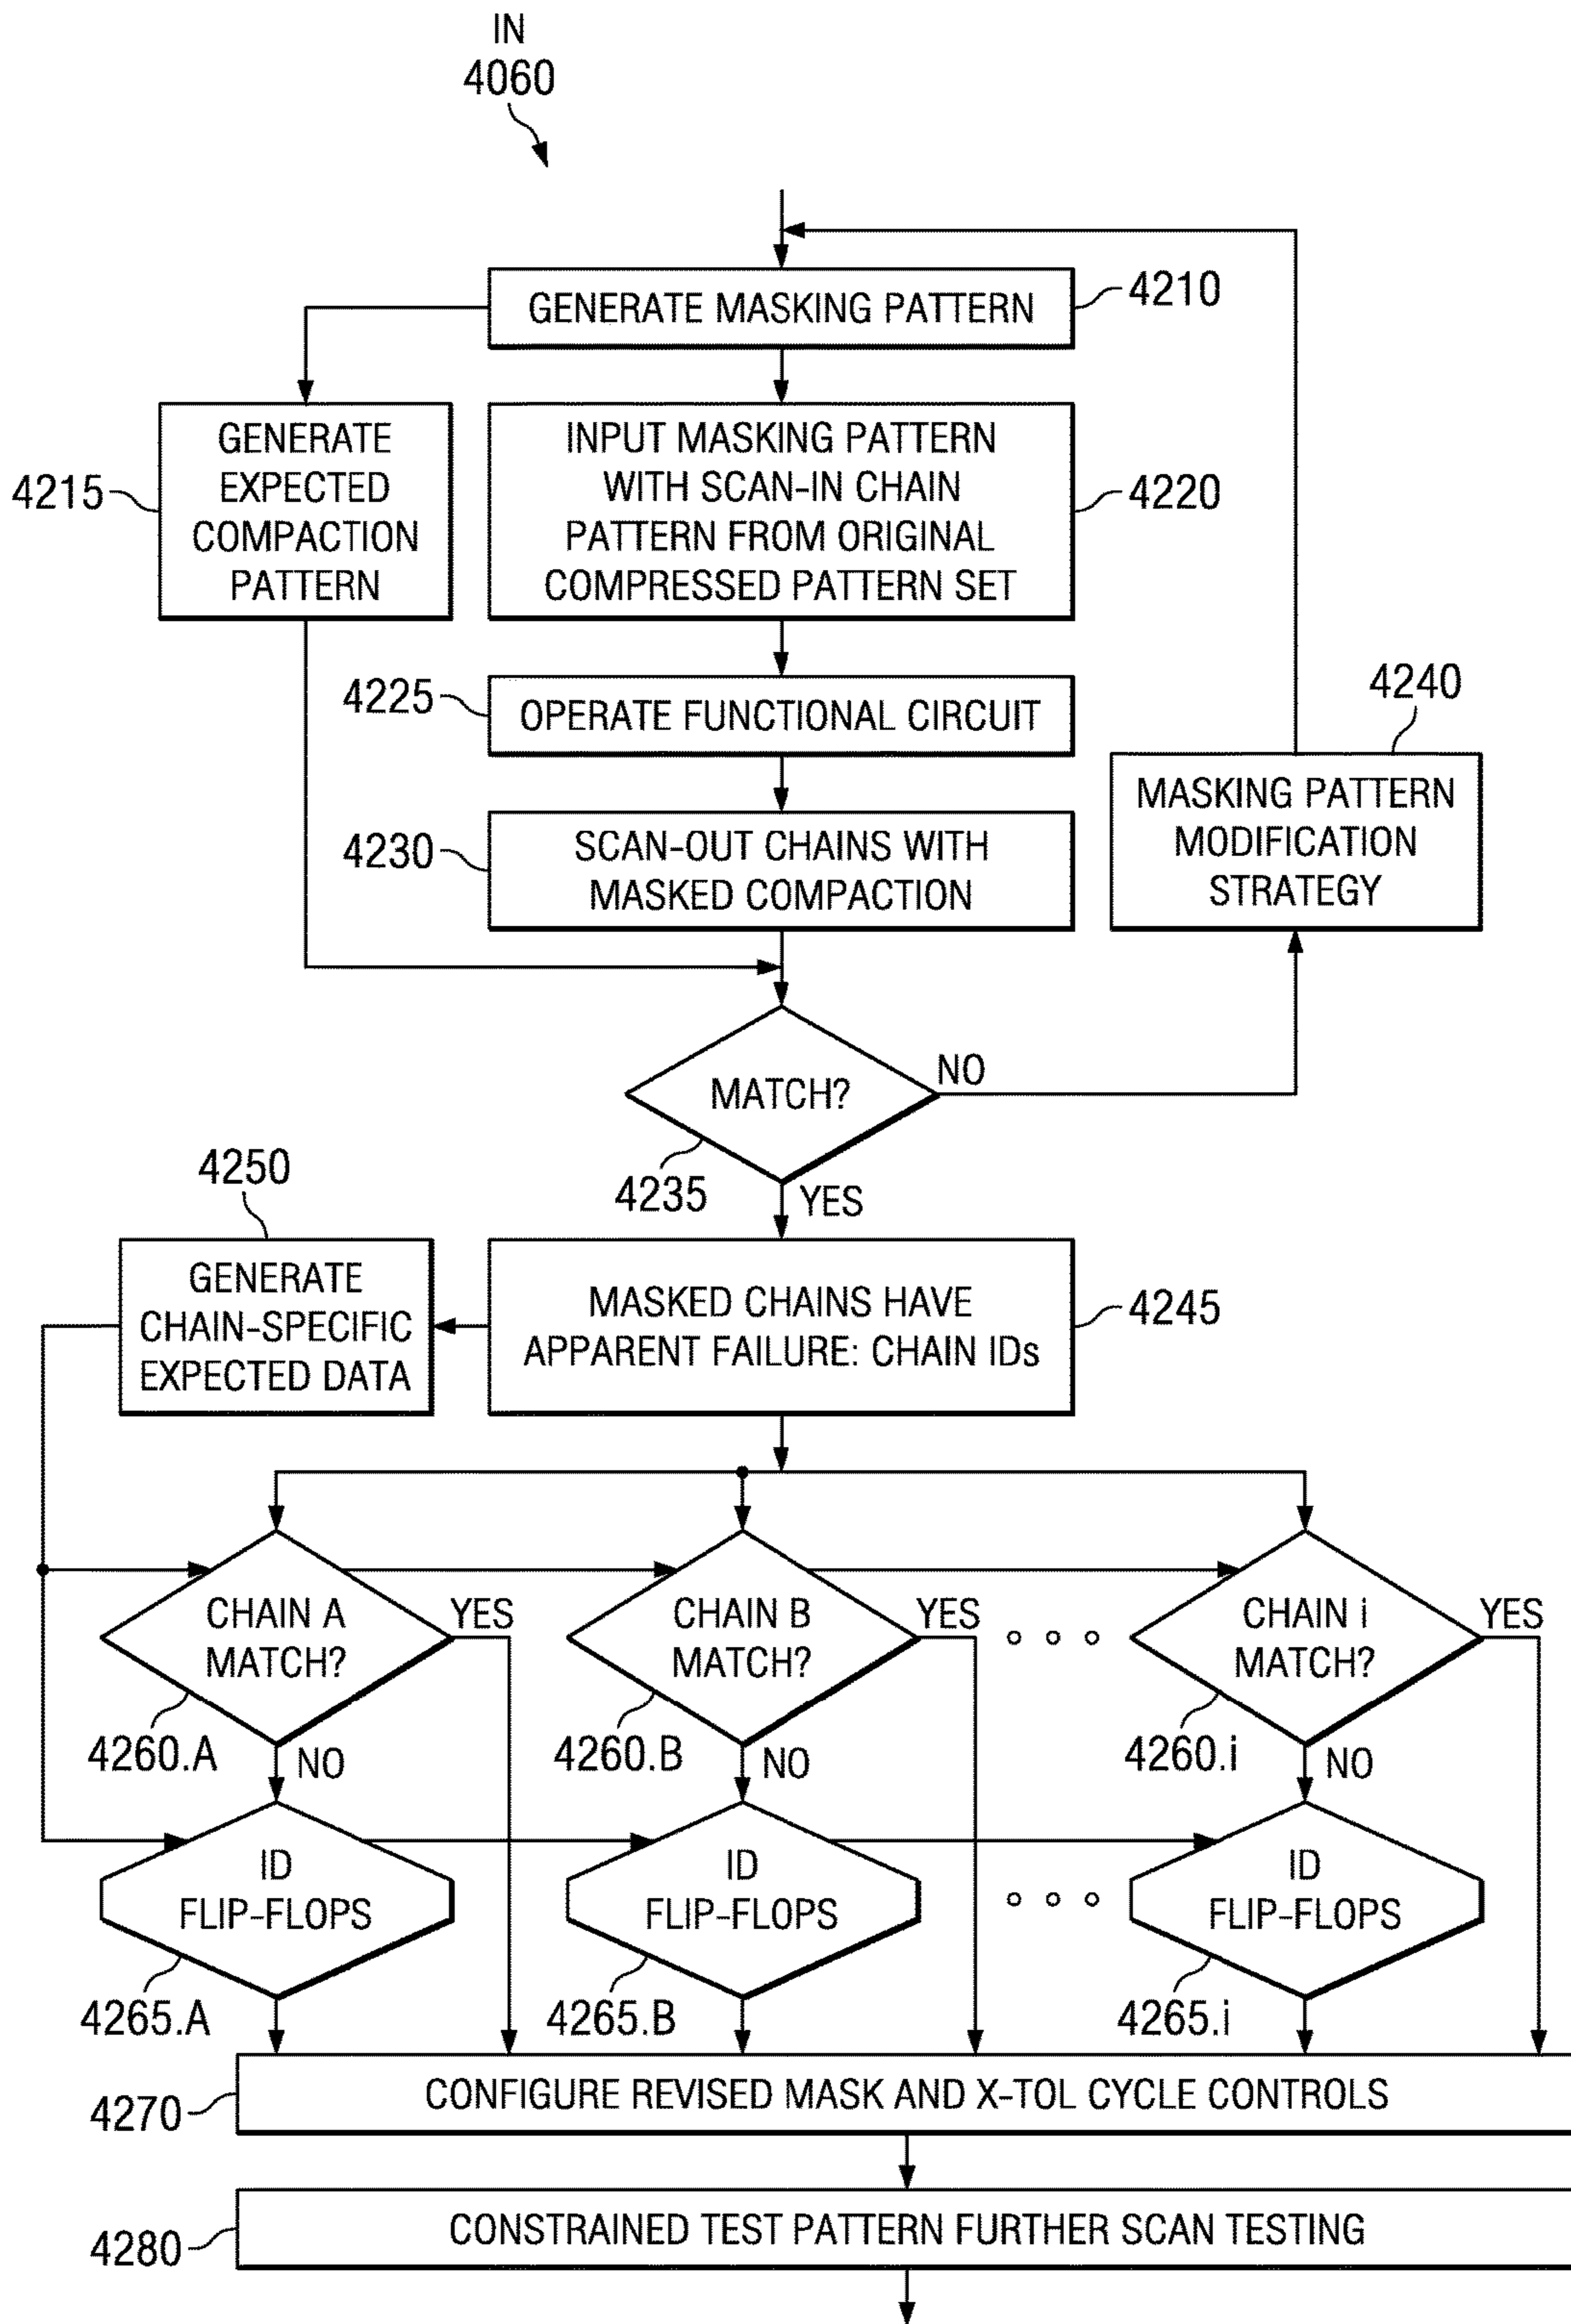 IN
4060
GENERATE MASKING PATTERN
4210
GENERATE
EXPECTED
COMPACTION
PATTERN
4215
INPUT MASKING PATTERN
WITH SCAN-IN CHAIN
PATTERN FROM ORIGINAL
COMPRESSED PATTERN SET
4220
4225
OPERATE FUNCTIONAL CIRCUIT
4240
MASKING PATTERN
MODIFICATION
STRATEGY
4230
SCAN-OUT CHAINS WITH
MASKED COMPACTION
MATCH?
NO
4235
YES
4250
GENERATE
CHAIN-SPECIFIC
EXPECTED DATA
MASKED CHAINS HAVE
APPARENT FAILURE: CHAIN IDs
4245
CHAIN A
MATCH?
YES
CHAIN B
MATCH?
YES
CHAIN i
MATCH?
YES
4260.A
NO
4260.B
NO
4260.i
NO
ID
FLIP-FLOPS
ID
FLIP-FLOPS
ID
FLIP-FLOPS
4265.A
4265.B
4265.i
4270
CONFIGURE REVISED MASK AND X-TOL CYCLE CONTROLS
4280
CONSTRAINED TEST PATTERN FURTHER SCAN TESTING